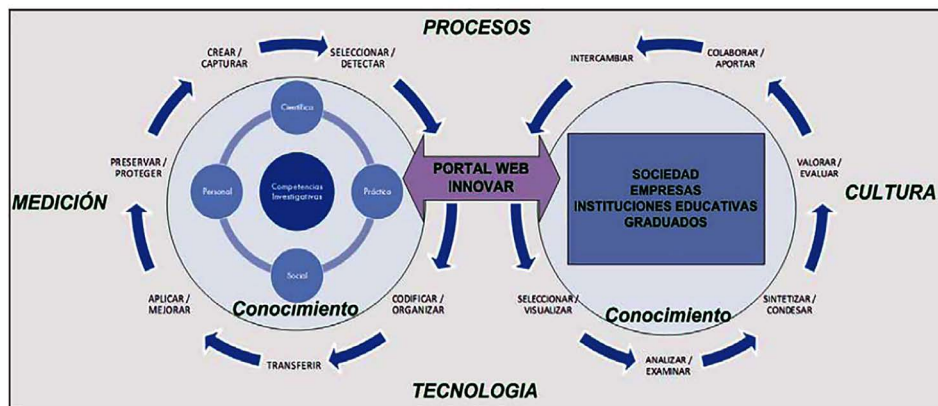 PROCESOS
CREAR /
CAPTURAR
SELECCIONAR /
DETECTAR
INTERCAMBIAR
COLABORAR /
APORTAR
Científica
PRESERVAR /
PROTEGER
Personal
Competencias
Investigativas
Práctica
PORTAL WEB
INNOVAR
SOCIEDAD
EMPRESAS
INSTITUCIONES EDUCATIVAS
GRADUADOS
VALORAR /
EVALUAR
MEDICIÓN
CULTURA
Social
APLICAR /
MEJORAR
Conocimiento
CODIFICAR /
ORGANIZAR
SELECCIONAR /
VISUALIZAR
Conocimiento
SINTETIZAR /
CONDESAR
TRANSFERIR
ANALIZAR /
EXAMINAR
TECNOLOGIA